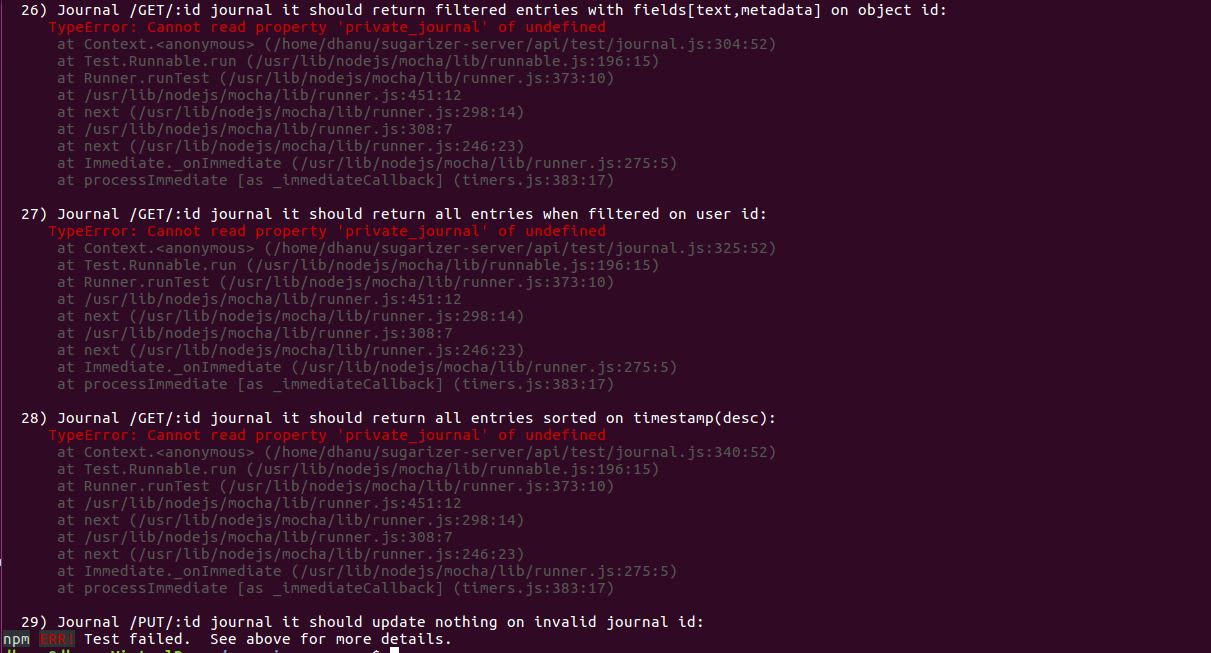 26) Journal /GET/:id journal it should return filtered entries with fields[text,metadata] on object id:
TypeError: Cannot read property 'private_journal' of undefined
at Context.<anonymous> (/home/dhanu/sugarizer-server/api/test/journal.js:304:52)
at Test.Runnable.run (/usr/lib/nodejs/mocha/lib/runnable.js:196:15)
at Runner.runTest (/usr/lib/nodejs/mocha/lib/runner.js:373:10)
at /usr/lib/nodejs/mocha/lib/runner.js:451:12
at next (/usr/lib/nodejs/mocha/lib/runner.js:298:14)
at /usr/lib/nodejs/mocha/lib/runner.js:308:7
at next (/usr/lib/nodejs/mocha/lib/runner.js:246:23)
at Immediate._onImmediate (/usr/lib/nodejs/mocha/lib/runner.js:275:5)
at processImmediate [as _immediateCallback] (timers.js:383:17)
27) Journal /GET/:id journal it should return all entries when filtered on user id:
TypeError: Cannot read property 'private_journal' of undefined
at Context.<anonymous> (/home/dhanu/sugarizer-server/api/test/journal.js:325:52)
at Test.Runnable.run (/usr/lib/nodejs/mocha/lib/runnable.js:196:15)
at Runner.runTest (/usr/lib/nodejs/mocha/lib/runner.js:373:10)
at /usr/lib/nodejs/mocha/lib/runner.js:451:12
at next (/usr/lib/nodejs/mocha/lib/runner.js:298:14)
at /usr/lib/nodejs/mocha/lib/runner.js:308:7
at next (/usr/lib/nodejs/mocha/lib/runner.js:246:23)
at Immediate._onImmediate (/usr/lib/nodejs/mocha/lib/runner.js:275:5)
at processImmediate [as _immediateCallback] (timers.js:383:17)
28) Journal /GET/:id journal it should return all entries sorted on timestamp(desc):
TypeError: Cannot read property 'private_journal' of undefined
at Context.<anonymous> (/home/dhanu/sugarizer-server/api/test/journal.js:340:52)
at Test.Runnable.run (/usr/lib/nodejs/mocha/lib/runnable.js:196:15)
at Runner.runTest (/usr/lib/nodejs/mocha/lib/runner.js:373:10)
at /usr/lib/nodejs/mocha/lib/runner.js:451:12
at next (/usr/lib/nodejs/mocha/lib/runner.js:298:14)
at /usr/lib/nodejs/mocha/lib/runner.js:308:7
at next (/usr/lib/nodejs/mocha/lib/runner.js:246:23)
at Immediate._onImmediate (/usr/lib/nodejs/mocha/lib/runner.js:275:5)
at processImmediate [as _immediateCallback] (timers.js:383:17)
29) Journal /PUT/:id journal it should update nothing on invalid journal id:
npm ERR! Test failed.  See above for more details.